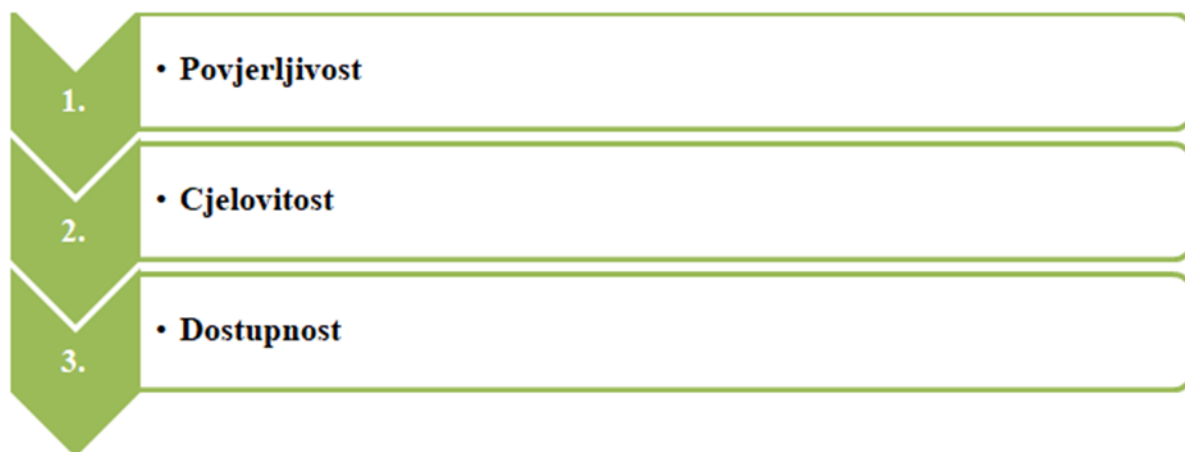 1.
• Povjerljivost
2.
• Cjelovitost
3.
• Dostupnost